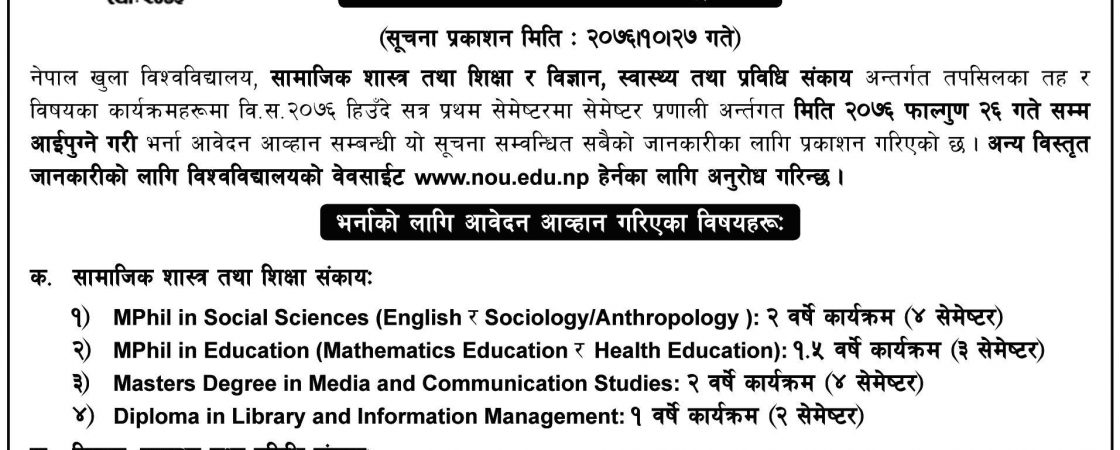 (सूचना प्रकाशन मिति : २०७६।१०।२७ गते)
नेपाल खुला विश्वविद्यालय, सामाजिक शास्त्र तथा शिक्षा र विज्ञान, स्वास्थ्य तथा प्रविधि संकाय अन्तर्गत तपसिलका तह र
विषयका कार्यक्रमहरूमा वि.स.२०७६ हिउँदे सत्र प्रथम सेमेष्टरमा सेमेष्टर प्रणाली अर्न्तगत मिति २०७६ फाल्गुण २६ गते सम्म
आईपुग्ने गरी भर्ना आवेदन आव्हान सम्बन्धी यो सूचना सम्वन्धित सबैको जानकारीका लागि प्रकाशन गरिएको छ। अन्य विस्तृत
जानकारीको लागि विश्वविद्यालयको वेवसाईट www.nou.edu.np हेर्नका लागि अनुरोध गरिन्छ।
भर्नाको लागि आवेदन आव्हान गरिएका विषयहरू:
क. सामाजिक शास्त्र तथा शिक्षा संकाय:
१) MPhil in Social Sciences (English र Sociology/Anthropology ): २ वर्षे कार्यक्रम (४ सेमेष्टर)
२) MPhil in Education (Mathematics Education र Health Education): १.५ वर्षे कार्यक्रम (३ सेमेष्टर)
३) Masters Degree in Media and Communication Studies: २ वर्षे कार्यक्रम (४ सेमेष्टर)
४) Diploma in Library and Information Management: १ वर्षे कार्यक्रम (२ सेमेष्टर)